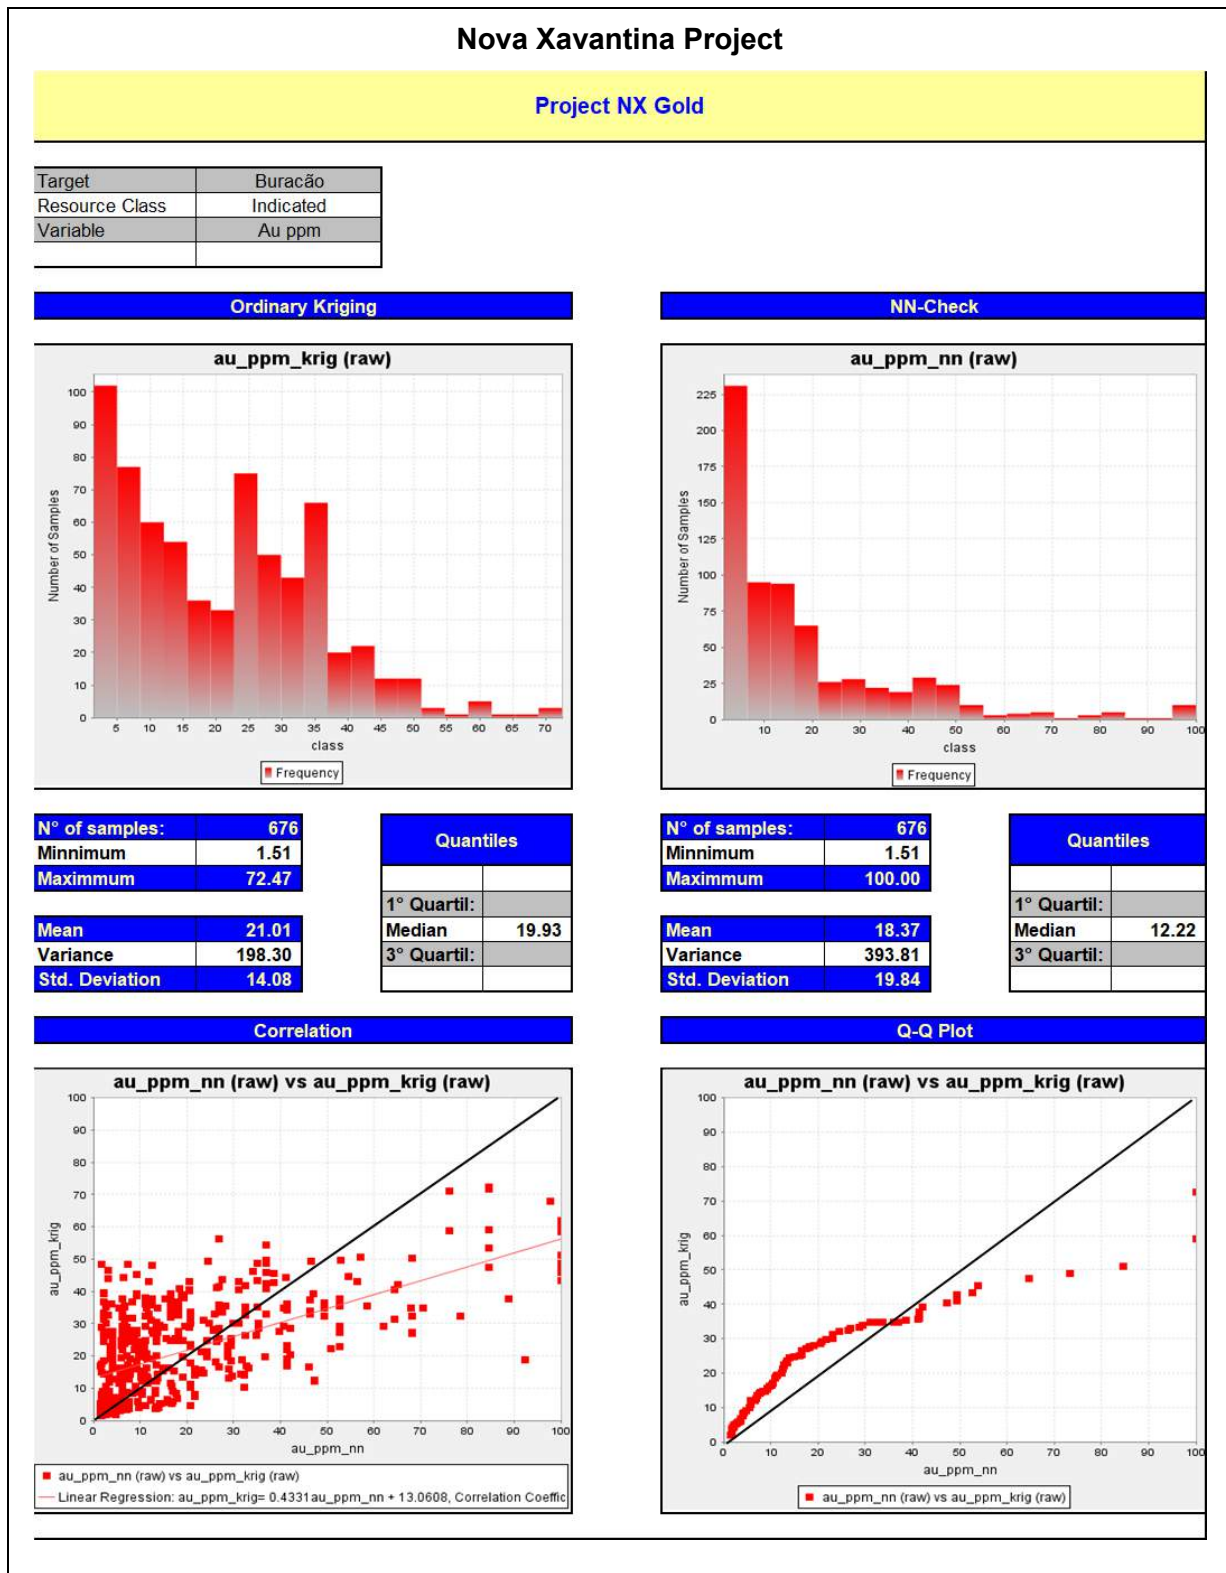 Nova Xavantina Project
Project NX Gold
Target Buracão
Resource Class Indicated
Variable Au ppm
Ordinary Kriging
au_ppm_krig (raw)
Number of Samples
100
90
80
70
60
50
40
30
20
10
0
5 10 15 20 25 30 35 40 45 50 55 60 65 70
class
Frequency
NN-Check
au_ppm_nn (raw)
Number of Samples
225
200
175
150
125
100
75
50
25
0
10 20 30 40 50 60 70 80 90 100
class
Frequency
N° of samples: 676
Minnimum 1.51
Maximmum 72.47
Mean 21.01
Variance 198.30
Std. Deviation 14.08
Quantiles
1° Quartil:
Median 19.93
3° Quartil:
N° of samples: 676
Minnimum 1.51
Maximmum 100.00
Mean 18.37
Variance 393.81
Std. Deviation 19.84
Quantiles
1° Quartil:
Median 12.22
3° Quartil:
Correlation
au_ppm_nn (raw) vs au_ppm_krig (raw)
au_ppm_krig
100
90
80
70
60
50
40
30
20
10
0
0 10 20 30 40 50 60 70 80 90 100
au_ppm_nn
au_ppm_nn (raw) vs au_ppm_krig (raw)
Linear Regression: au_ppm_krig= 0.4331au_ppm_nn + 13.0608, Correlation Coeffic
Q-Q Plot
au_ppm_nn (raw) vs au_ppm_krig (raw)
au_ppm_krig
100
90
80
70
60
50
40
30
20
10
0
0 10 20 30 40 50 60 70 80 90 100
au_ppm_nn
au_ppm_nn (raw) vs au_ppm_krig (raw)